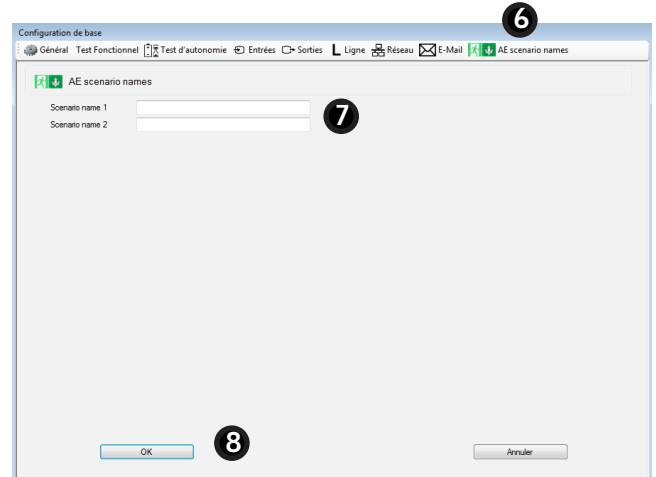 6
Configuration de base
Général Test Fonctionnel Test d'autonomie Entrées Sorties L Ligne Réseau E-Mail AE scenario names
AE scenario names
Scenario name 1
7
Scenario name 2
OK
8
Annuler